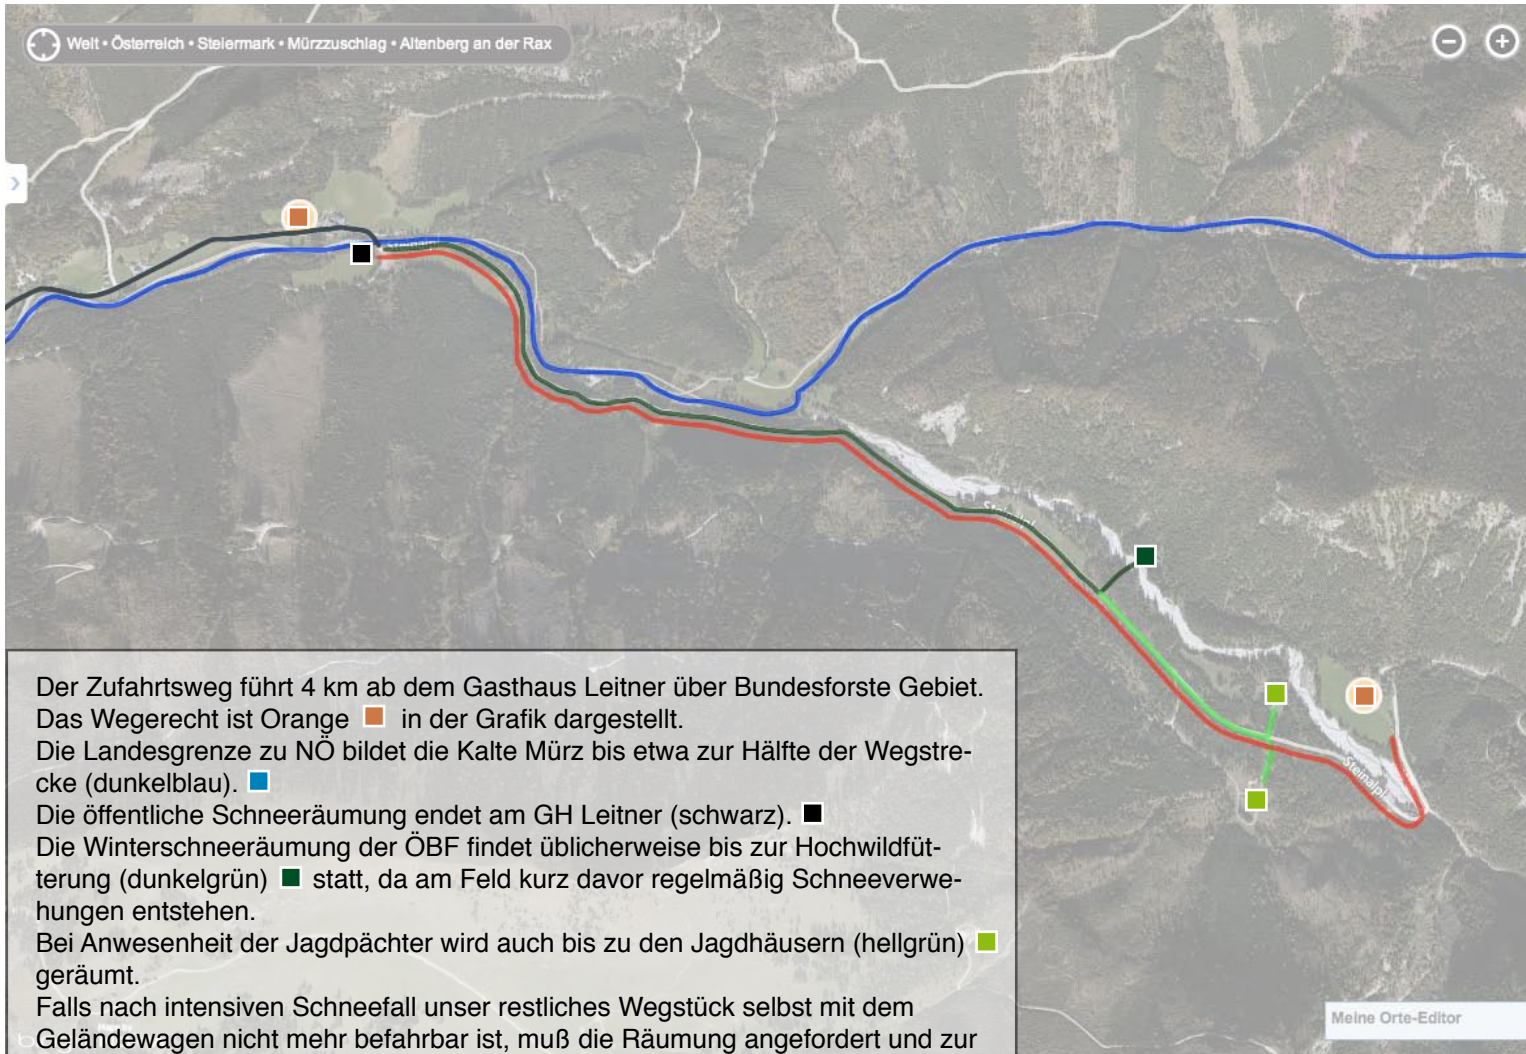 Welt • Österreich • Steiermark • Mürzzuschlag • Altenberg an der Rax
Der Zufahrtsweg führt 4 km ab dem Gasthaus Leitner über Bundesforste Gebiet.
Das Wegerecht ist Orange in der Grafik dargestellt.
Die Landesgrenze zu NÖ bildet die Kalte Mürz bis etwa zur Hälfte der Wegstre-
cke (dunkelblau).
Die öffentliche Schneeräumung endet am GH Leitner (schwarz).
Die Winterschneeräumung der ÖBF findet üblicherweise bis zur Hochwildfüt-
terung (dunkelgrün) statt, da am Feld kurz davor regelmäßig Schneeverwe-
hungen entstehen.
Bei Anwesenheit der Jagdpächter wird auch bis zu den Jagdhäusern (hellgrün)
geräumt.
Falls nach intensiven Schneefall unser restliches Wegstück selbst mit dem
Geländewagen nicht mehr befahrbar ist, muß die Räumung angefordert und zur
Steinalpl
Meine Orte-Editor